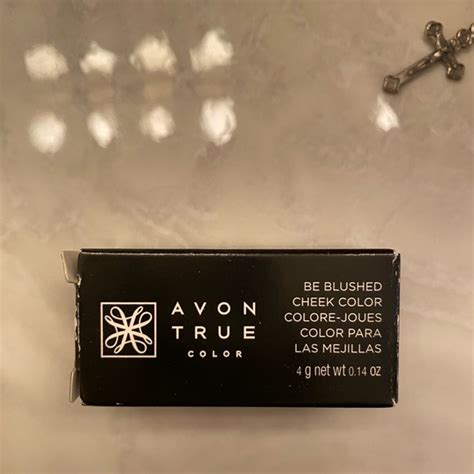 AVON
TRUE
COLOR
BE BLUSHED
CHEEK COLOR
COLORE-JOUES
COLOR PARA
LAS MEJILLAS
4 g net wt 0.14 oz